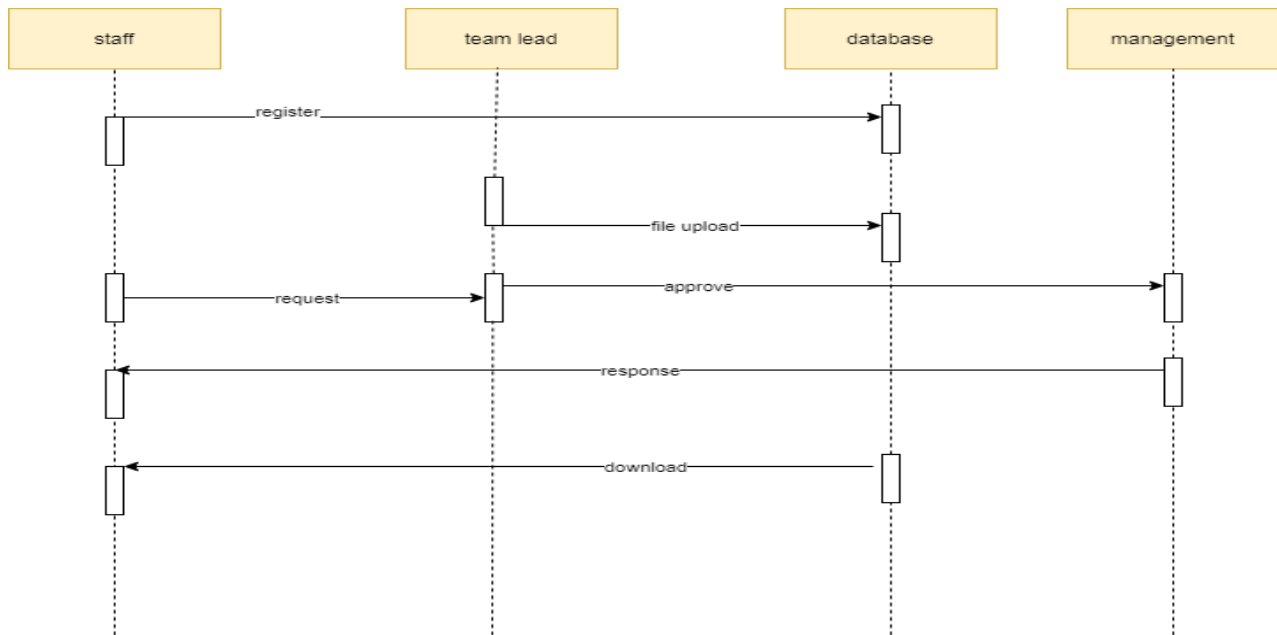 staff
team lead
database
management
register
file upload
approve
request
response
download